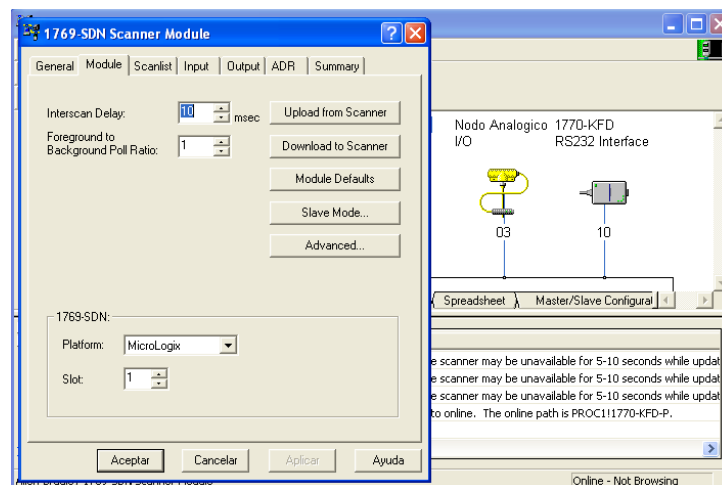 1769-SDN Scanner Module
General Module Scanlist Input Output ADR Summary
Interscan Delay: 10 msec Upload from Scanner
Foreground to
Background Poll Ratio: 1 Download to Scanner
Module Defaults
Slave Mode...
Advanced...
1769-SDN:
Platform: MicroLogix
Slot: 1
Aceptar Cancelar Aplicar Ayuda
Nodo Analogico 1770-KFD
I/O RS232 Interface
03 10
Spreadsheet Master/Slave Configurat
e scanner may be unavailable for 5-10 seconds while updat
e scanner may be unavailable for 5-10 seconds while updat
e scanner may be unavailable for 5-10 seconds while updat
to online. The online path is PROC1!1770-KFD-P.
Online - Not Browsing